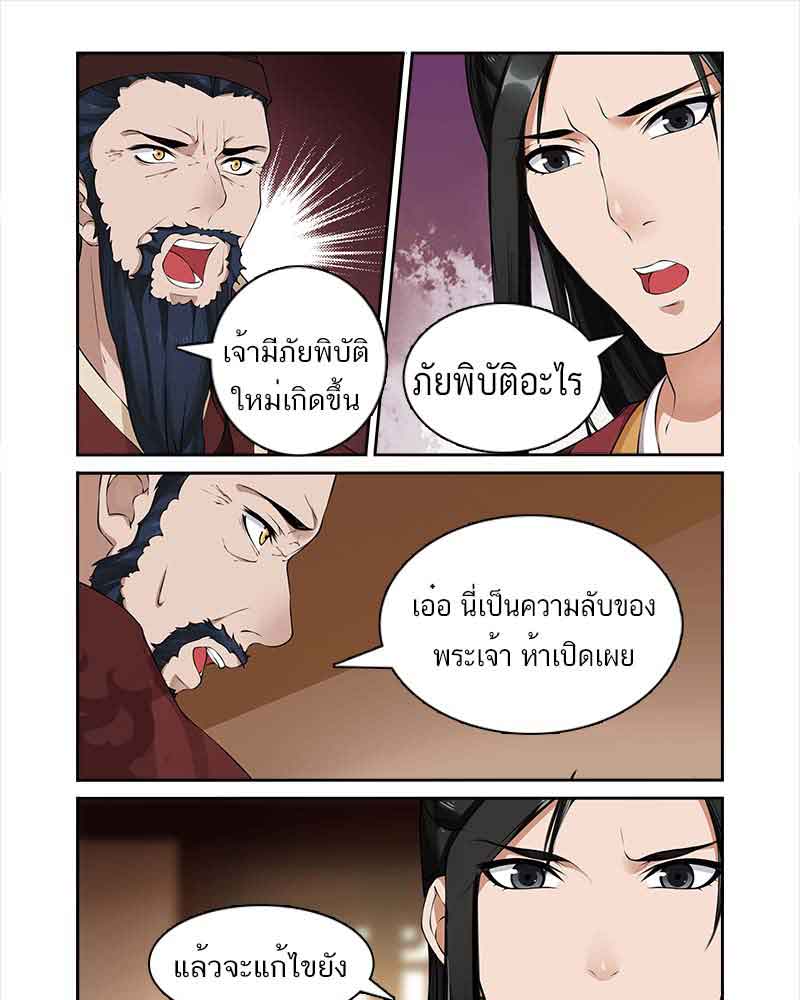 เจ้ามีภัยพิบัติ
ใหม่เกิดขึ้น
ภัยพิบัติอะไร
เอ๋อ นี่เป็นความลับของ
พระเจ้า ห้าเปิดเผย
แล้วจะแก้ไขยัง